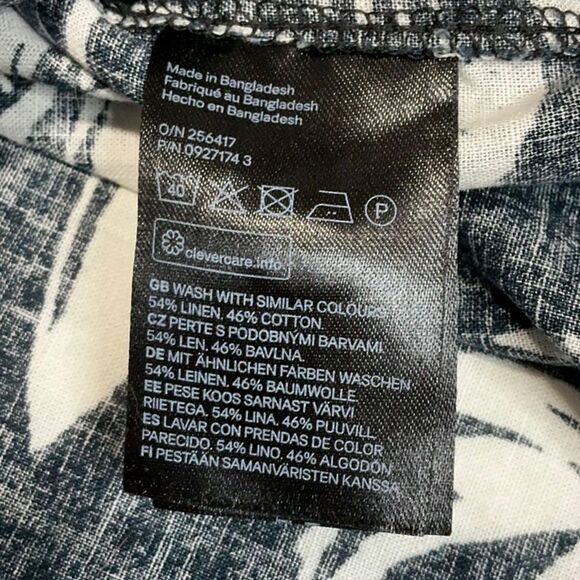 Made in Bangladesh
Fabriqué au Bangladesh
Hecho en Bangladesh
O/N 256417
P/N.0927174 3
40 P
clevercare.info
GB WASH WITH SIMILAR COLOURS
54% LINEN. 46% COTTON.
CZ PERTE S PODOBNÝMI BARVAMI.
54% LEN. 46% BAVLNA.
DE MIT ÄHNLICHEN FARBEN WASCHEN
54% LEINEN. 46% BAUMWOLLE.
EE PESE KOOS SARNAST VÄRVI
RIIETEGA. 54% LINA. 46% PUUVILL.
ES LAVAR CON PRENDAS DE COLOR
PARECIDO. 54% LINO. 46% ALGODÓN.
FI PESTÄÄN SAMANVÄRISTEN KANSSA.